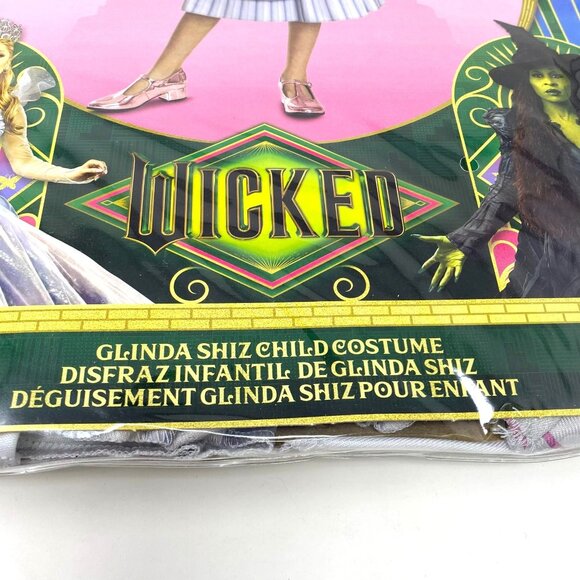 WICKED
GLINDA SHIZ CHILD COSTUME
DISFRAZ INFANTIL DE GLINDA SHIZ
DÉGUISEMENT GLINDA SHIZ POUR ENFANT